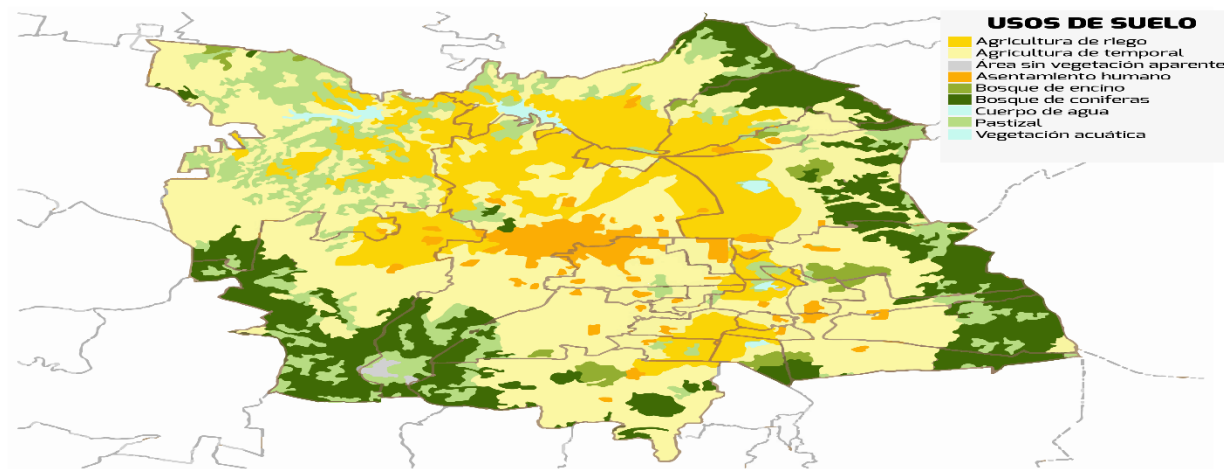 USOS DE SUELO
Agricultura de riego
Agricultura de temporal
Área sin vegetación aparente
Asentamiento humano
Bosque de encino
Bosque de coniferas
Cuerpo de agua
Pastizal
Vegetación acuática